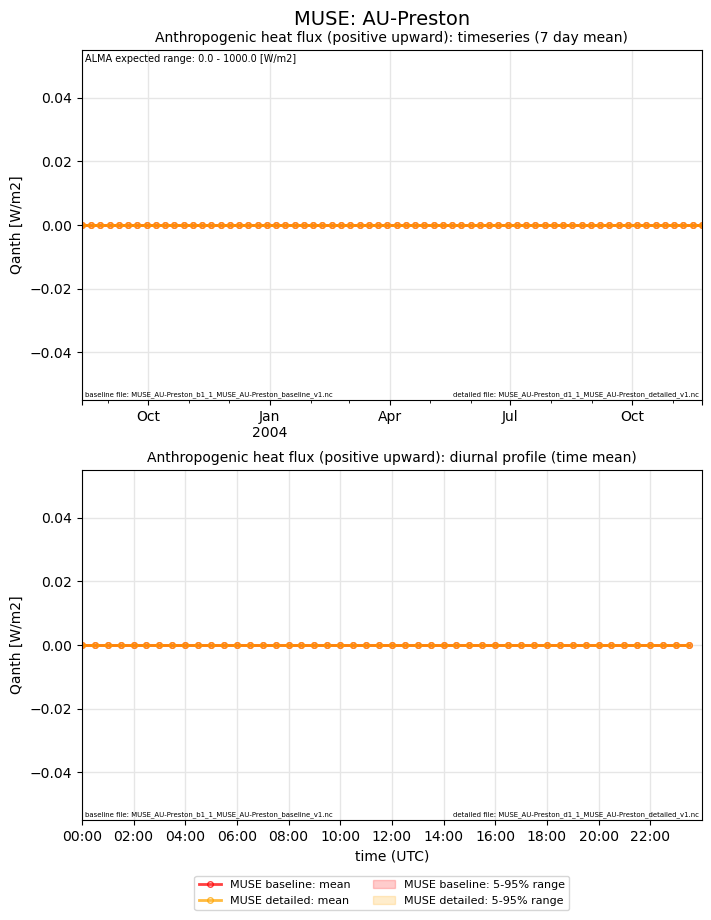 MUSE: AU-Preston
Anthropogenic heat flux (positive upward): timeseries (7 day mean)
ALMA expected range: 0.0 - 1000.0 [W/m2]
0.04
0.02
0.00
−0.02
−0.04
Qanth [W/m2]
baseline file: MUSE_AU-Preston_b1_1_MUSE_AU-Preston_baseline_v1.nc
detailed file: MUSE_AU-Preston_d1_1_MUSE_AU-Preston_detailed_v1.nc
Oct Jan Apr Jul Oct
2004
Anthropogenic heat flux (positive upward): diurnal profile (time mean)
0.04
0.02
0.00
−0.02
−0.04
Qanth [W/m2]
baseline file: MUSE_AU-Preston_b1_1_MUSE_AU-Preston_baseline_v1.nc
detailed file: MUSE_AU-Preston_d1_1_MUSE_AU-Preston_detailed_v1.nc
00:00 02:00 04:00 06:00 08:00 10:00 12:00 14:00 16:00 18:00 20:00 22:00
time (UTC)
MUSE baseline: mean
MUSE detailed: mean
MUSE baseline: 5-95% range
MUSE detailed: 5-95% range